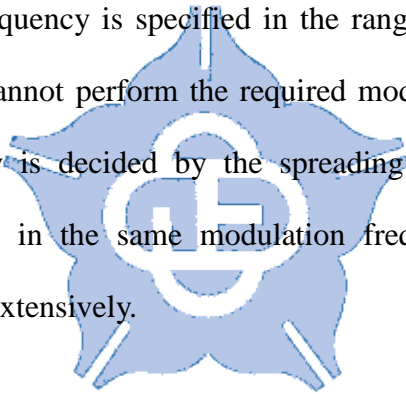 quency is specified in the rang
annot perform the required mod
is decided by the spreading
in the same modulation freq
xtensively.